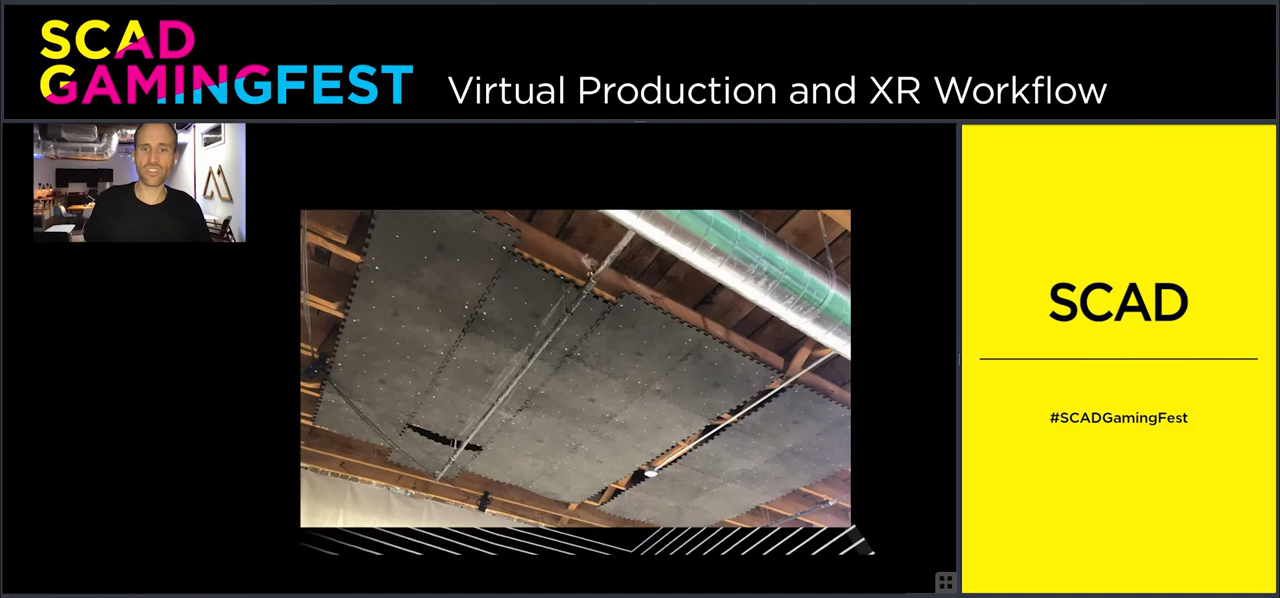 SCAD
GAMINGFEST
Virtual Production and XR Workflow
SCAD
#SCADGamingFest